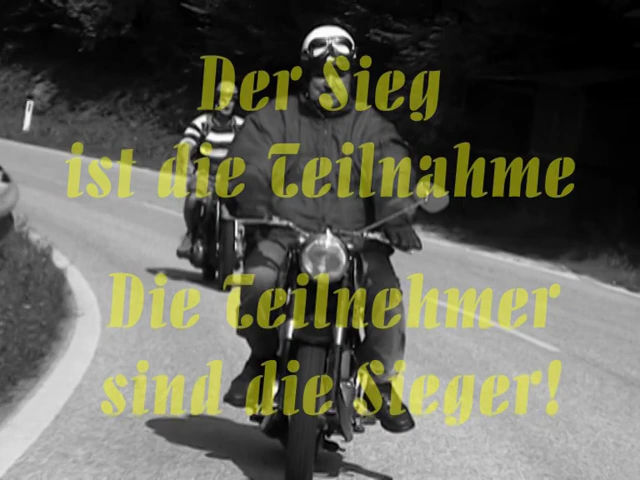 Der Sieg
ist die Teilnahme
Die Teilnehmer
sind die Sieger!